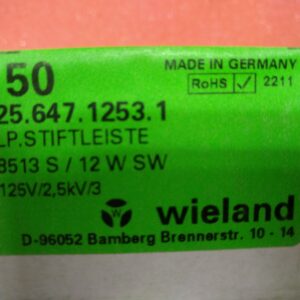 50
MADE IN GERMANY
RoHS ✓ 2211
25.647.1253.1
LP.STIFTLEISTE
8513 S / 12 W SW
125V/2,5kV/3
W wieland
D-96052 Bamberg Brennerstr. 10 - 14